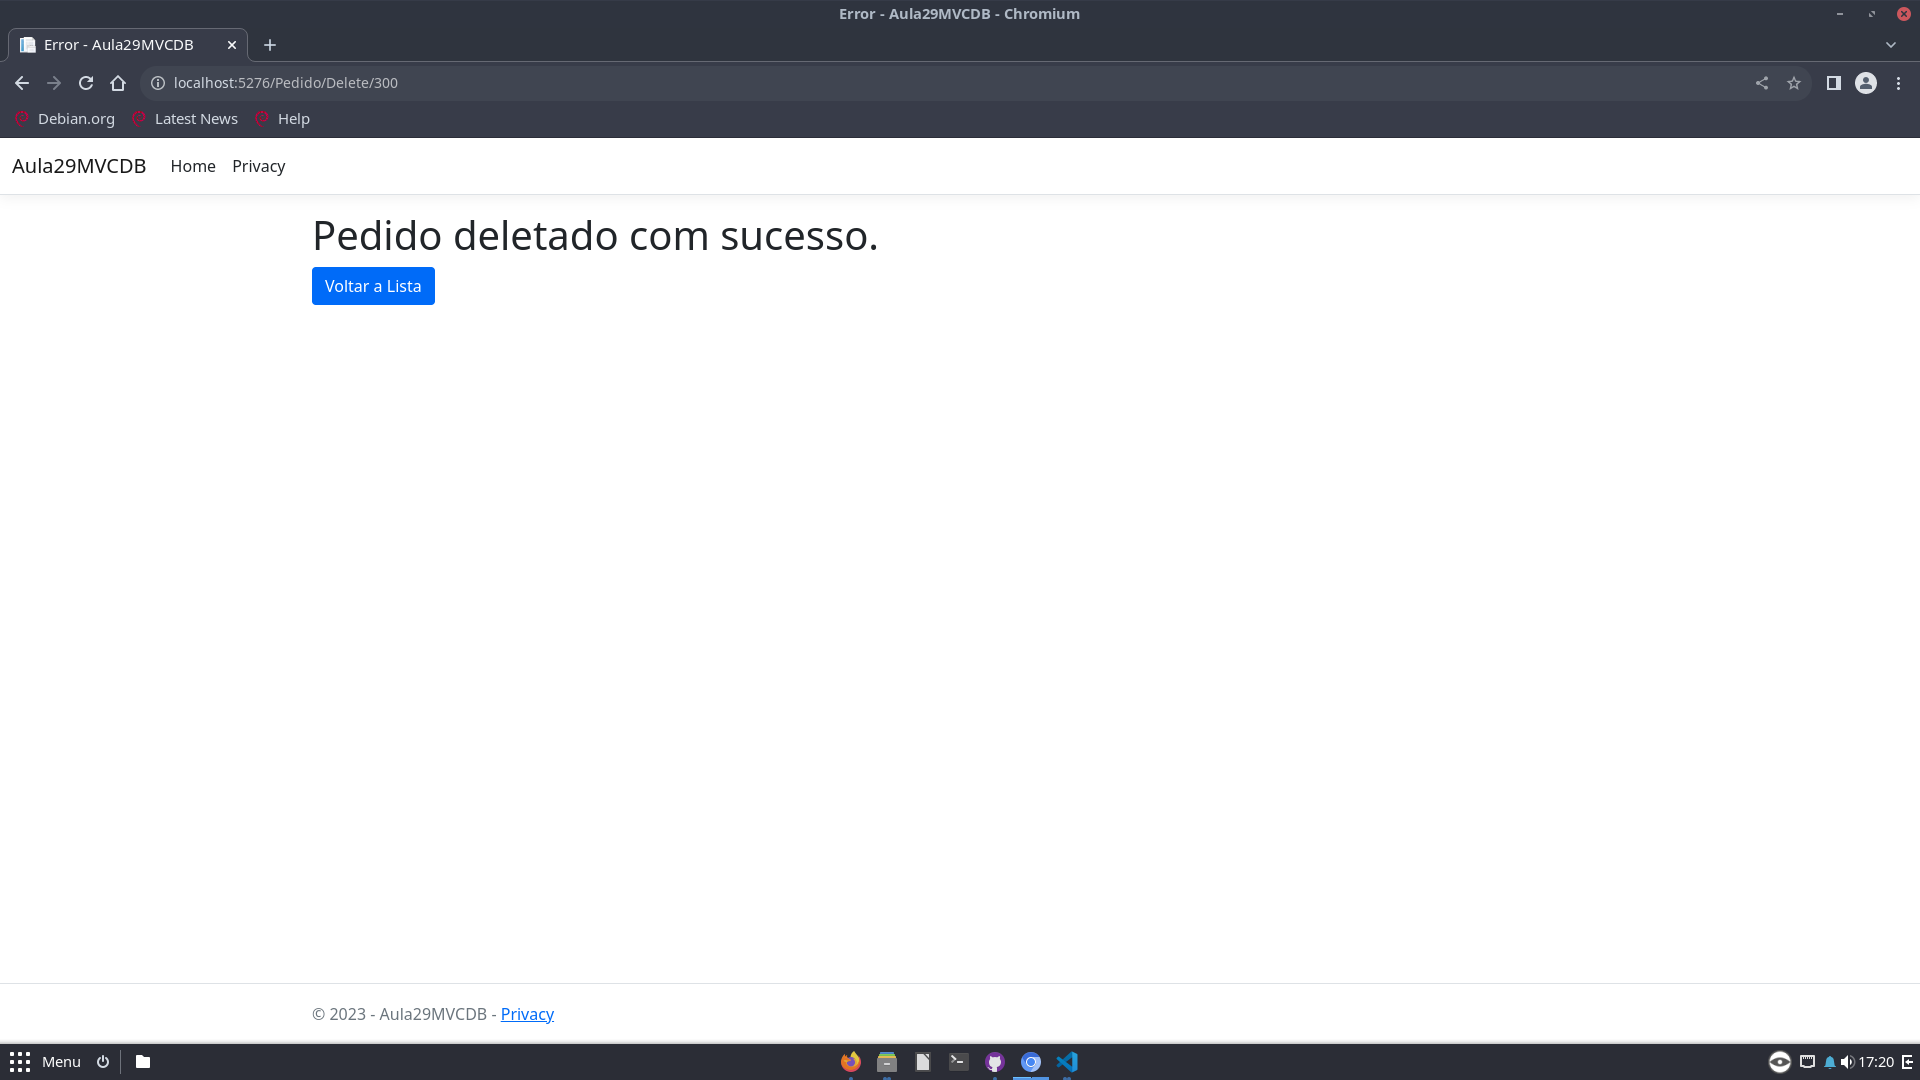 Error - Aula29MVCDB - Chromium
Error - Aula29MVCDB
localhost:5276/Pedido/Delete/300
Debian.org Latest News Help
Aula29MVCDB Home Privacy
Pedido deletado com sucesso.
Voltar a Lista
© 2023 - Aula29MVCDB - Privacy
Menu 17:20